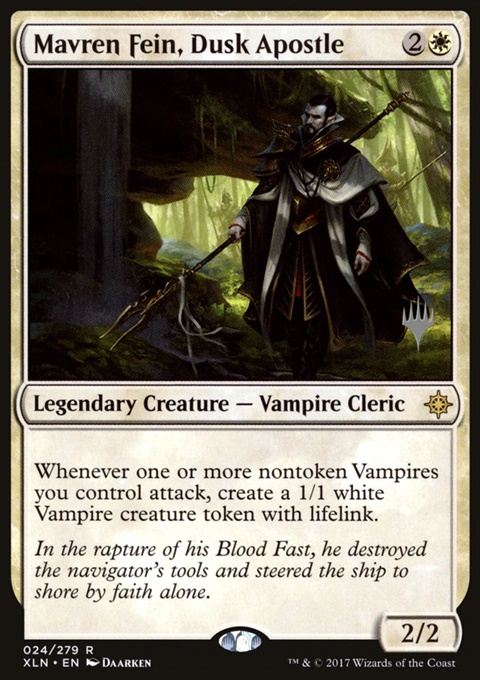 Mavren Fein, Dusk Apostle 2
Legendary Creature — Vampire Cleric
Whenever one or more nontoken Vampires
you control attack, create a 1/1 white
Vampire creature token with lifelink.
In the rapture of his Blood Fast, he destroyed
the navigator's tools and steered the ship to
shore by faith alone.
2/2
024/279 R
XLN • EN Daarken
™ & © 2017 Wizards of the Coast